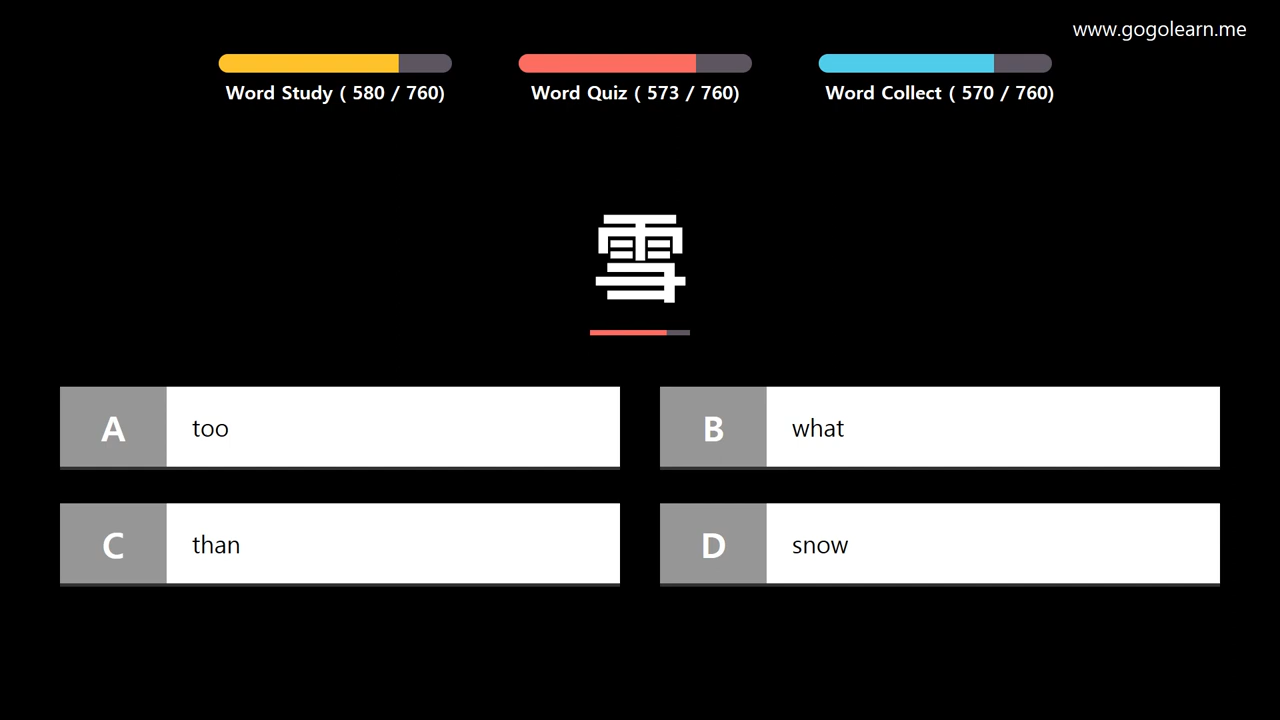 www.gogolearn.me
Word Study ( 580 / 760)
Word Quiz ( 573 / 760)
Word Collect ( 570 / 760)
雪
A too
B what
C than
D snow